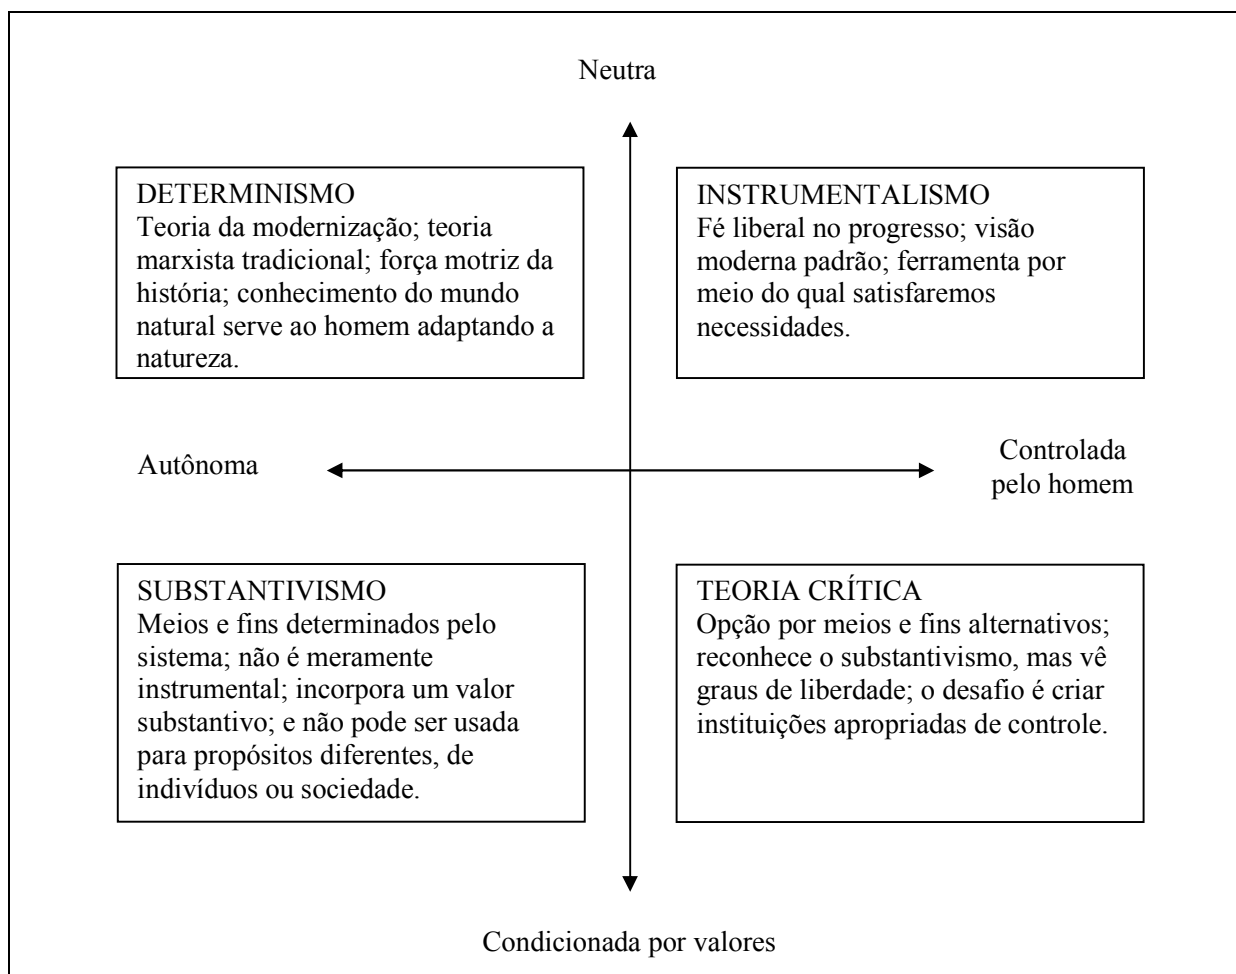 Neutra
DETERMINISMO
Teoria da modernização; teoria
marxista tradicional; força motriz da
história; conhecimento do mundo
natural serve ao homem adaptando a
natureza.
INSTRUMENTALISMO
Fé liberal no progresso; visão
moderna padrão; ferramenta por
meio do qual satisfaremos
necessidades.
Autônoma
Controlada
pelo homem
SUBSTANTIVISMO
Meios e fins determinados pelo
sistema; não é meramente
instrumental; incorpora um valor
substantivo; e não pode ser usada
para propósitos diferentes, de
indivíduos ou sociedade.
TEORIA CRÍTICA
Opção por meios e fins alternativos;
reconhece o substantivismo, mas vê
graus de liberdade; o desafio é criar
instituições apropriadas de controle.
Condicionada por valores